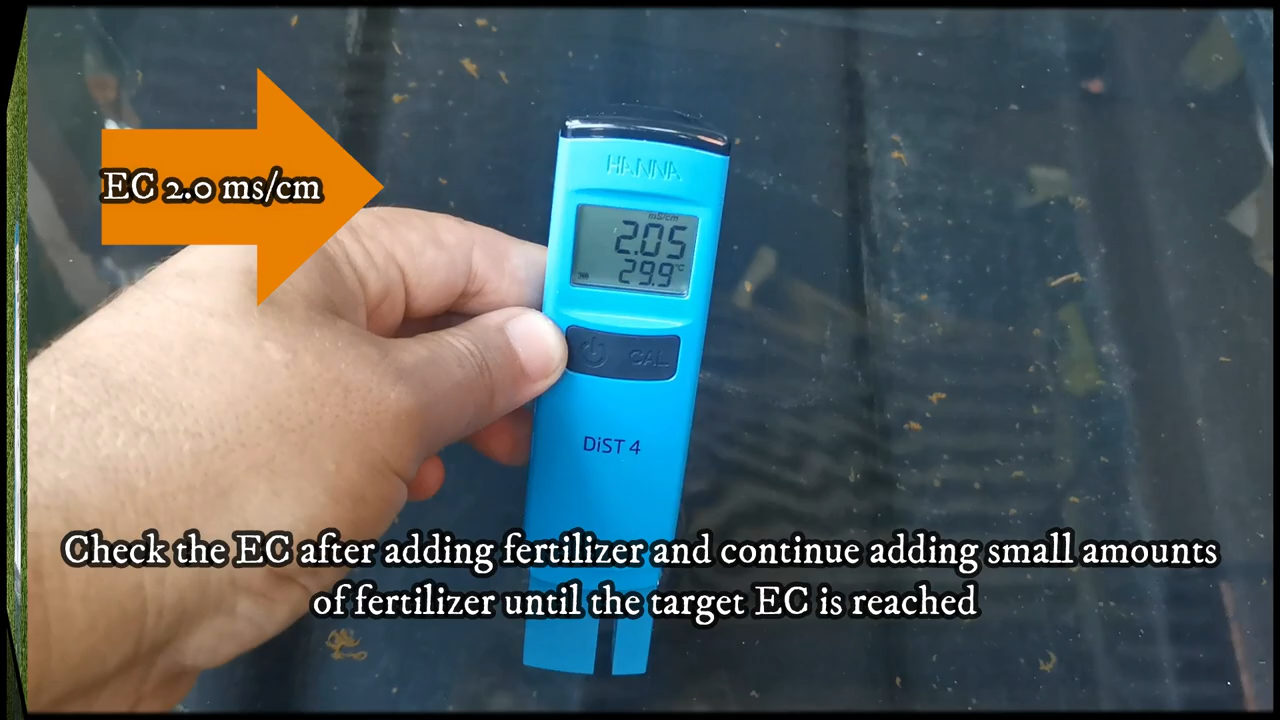 EC 2.0 ms/cm
HANNA
mS/cm
2.05
29.9 °C
CAL
DiST 4
Check the EC after adding fertilizer and continue adding small amounts
of fertilizer until the target EC is reached